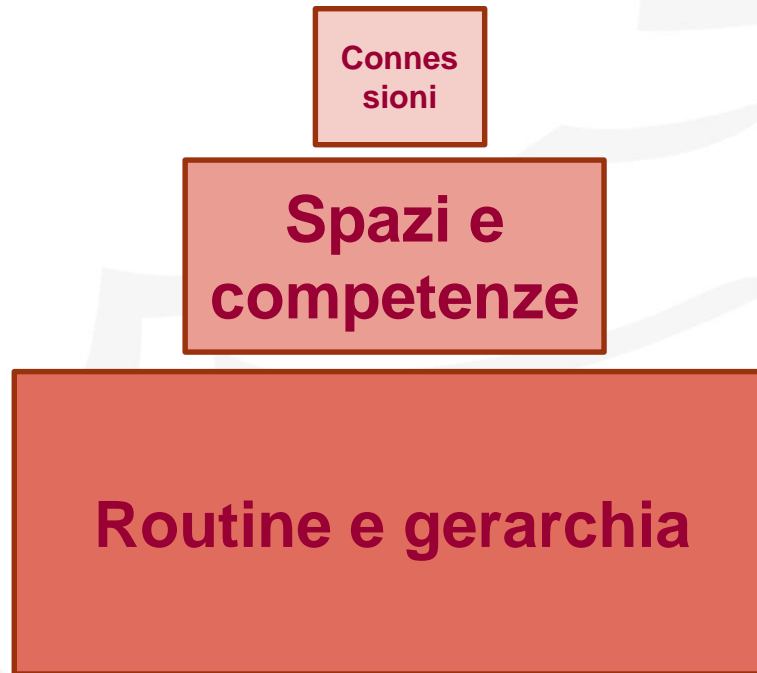 Connes
sioni
Spazi e
competenze
Routine e gerarchia